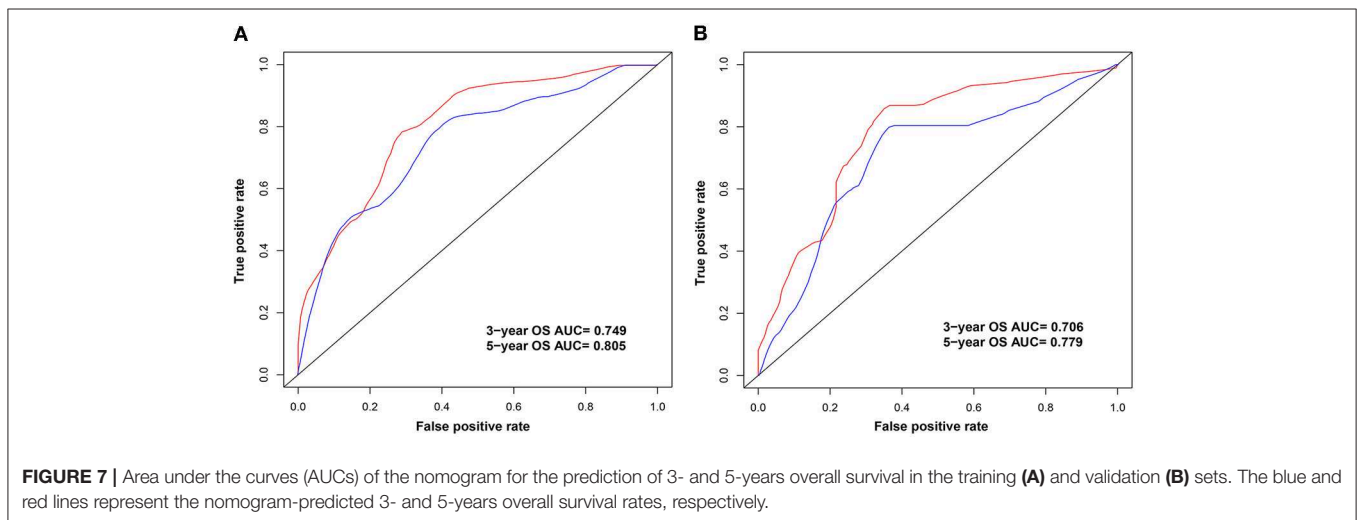 A
B
True positive rate
1.0
0.8
0.6
0.4
0.2
0.0
3−year OS AUC= 0.749
5−year OS AUC= 0.805
0.0 0.2 0.4 0.6 0.8 1.0
False positive rate
True positive rate
1.0
0.8
0.6
0.4
0.2
0.0
3−year OS AUC= 0.706
5−year OS AUC= 0.779
0.0 0.2 0.4 0.6 0.8 1.0
False positive rate
FIGURE 7 | Area under the curves (AUCs) of the nomogram for the prediction of 3- and 5-years overall survival in the training (A) and validation (B) sets. The blue and
red lines represent the nomogram-predicted 3- and 5-years overall survival rates, respectively.